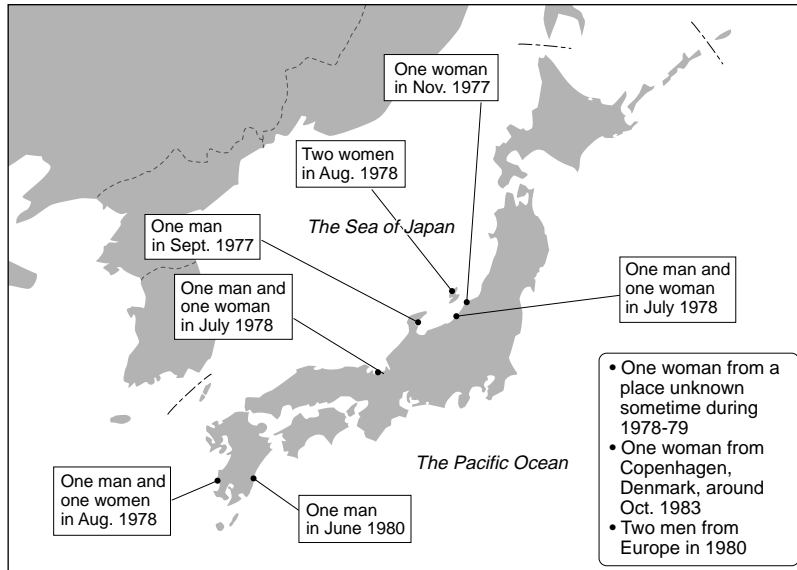 One woman
in Nov. 1977
Two women
in Aug. 1978
The Sea of Japan
One man
in Sept. 1977
One man and
one woman
in July 1978
One man and
one woman
in July 1978
• One woman from a
place unknown
sometime during
1978-79
• One woman from
Copenhagen,
Denmark, around
Oct. 1983
• Two men from
Europe in 1980
The Pacific Ocean
One man and
one women
in Aug. 1978
One man
in June 1980